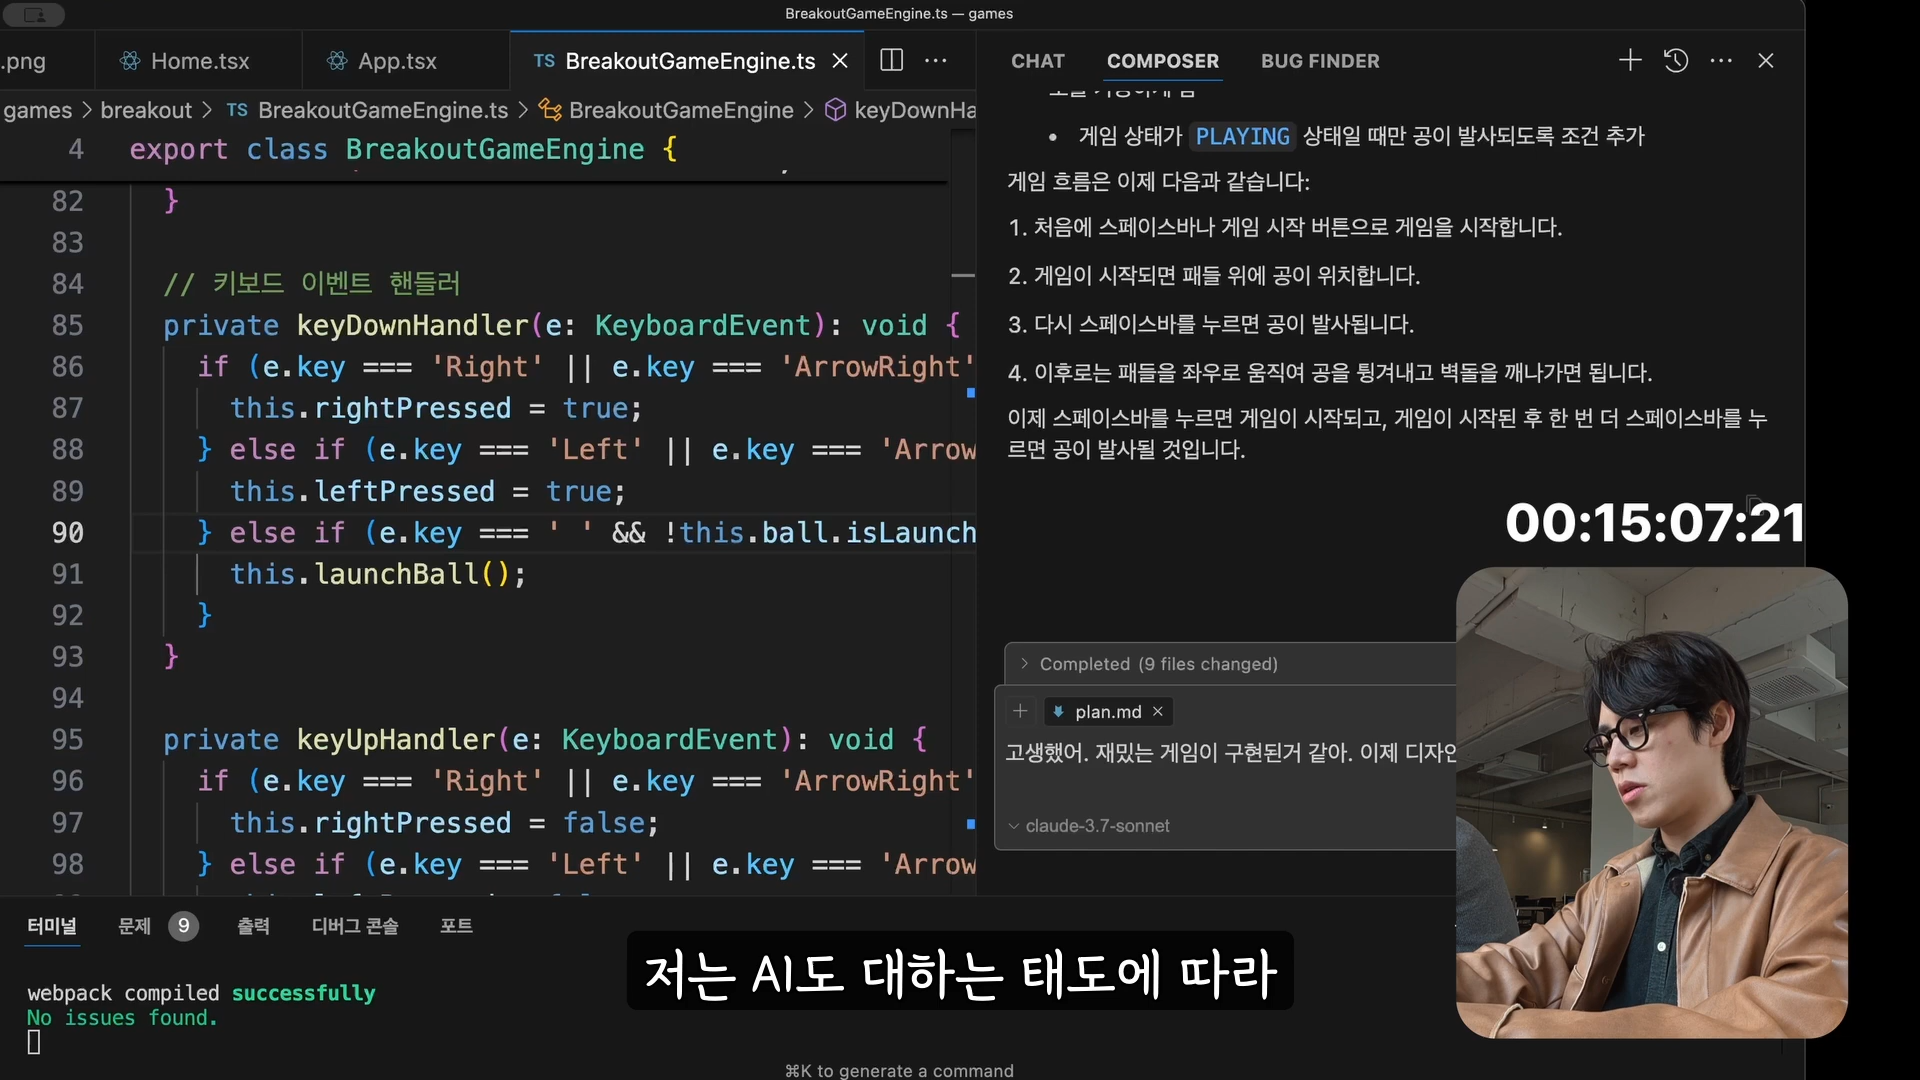 BreakoutGameEngine.ts — games
.png
Home.tsx
App.tsx
TS BreakoutGameEngine.ts
CHAT
COMPOSER
BUG FINDER
games > breakout > TS BreakoutGameEngine.ts > BreakoutGameEngine > keyDownHa
4 export class BreakoutGameEngine {
82 }
83
84 // 키보드 이벤트 핸들러
85 private keyDownHandler(e: KeyboardEvent): void {
86 if (e.key === 'Right' || e.key === 'ArrowRight'
87 this.rightPressed = true;
88 } else if (e.key === 'Left' || e.key === 'Arrow
89 this.leftPressed = true;
90 } else if (e.key === ' ' && !this.ball.isLaunch
91 this.launchBall();
92 }
93 }
94
95 private keyUpHandler(e: KeyboardEvent): void {
96 if (e.key === 'Right' || e.key === 'ArrowRight'
97 this.rightPressed = false;
98 } else if (e.key === 'Left' || e.key === 'Arrow
• 게임 상태가 PLAYING 상태일 때만 공이 발사되도록 조건 추가
게임 흐름은 이제 다음과 같습니다:
1. 처음에 스페이스바나 게임 시작 버튼으로 게임을 시작합니다.
2. 게임이 시작되면 패들 위에 공이 위치합니다.
3. 다시 스페이스바를 누르면 공이 발사됩니다.
4. 이후로는 패들을 좌우로 움직여 공을 튕겨내고 벽돌을 깨나가면 됩니다.
이제 스페이스바를 누르면 게임이 시작되고, 게임이 시작된 후 한 번 더 스페이스바를 누
르면 공이 발사될 것입니다.
00:15:07:21
Completed (9 files changed)
plan.md
고생했어. 재밌는 게임이 구현된거 같아. 이제 디자인
claude-3.7-sonnet
터미널
문제 9
출력
디버그 콘솔
포트
webpack compiled successfully
No issues found.
저는 AI도 대하는 태도에 따라
⌘K to generate a command